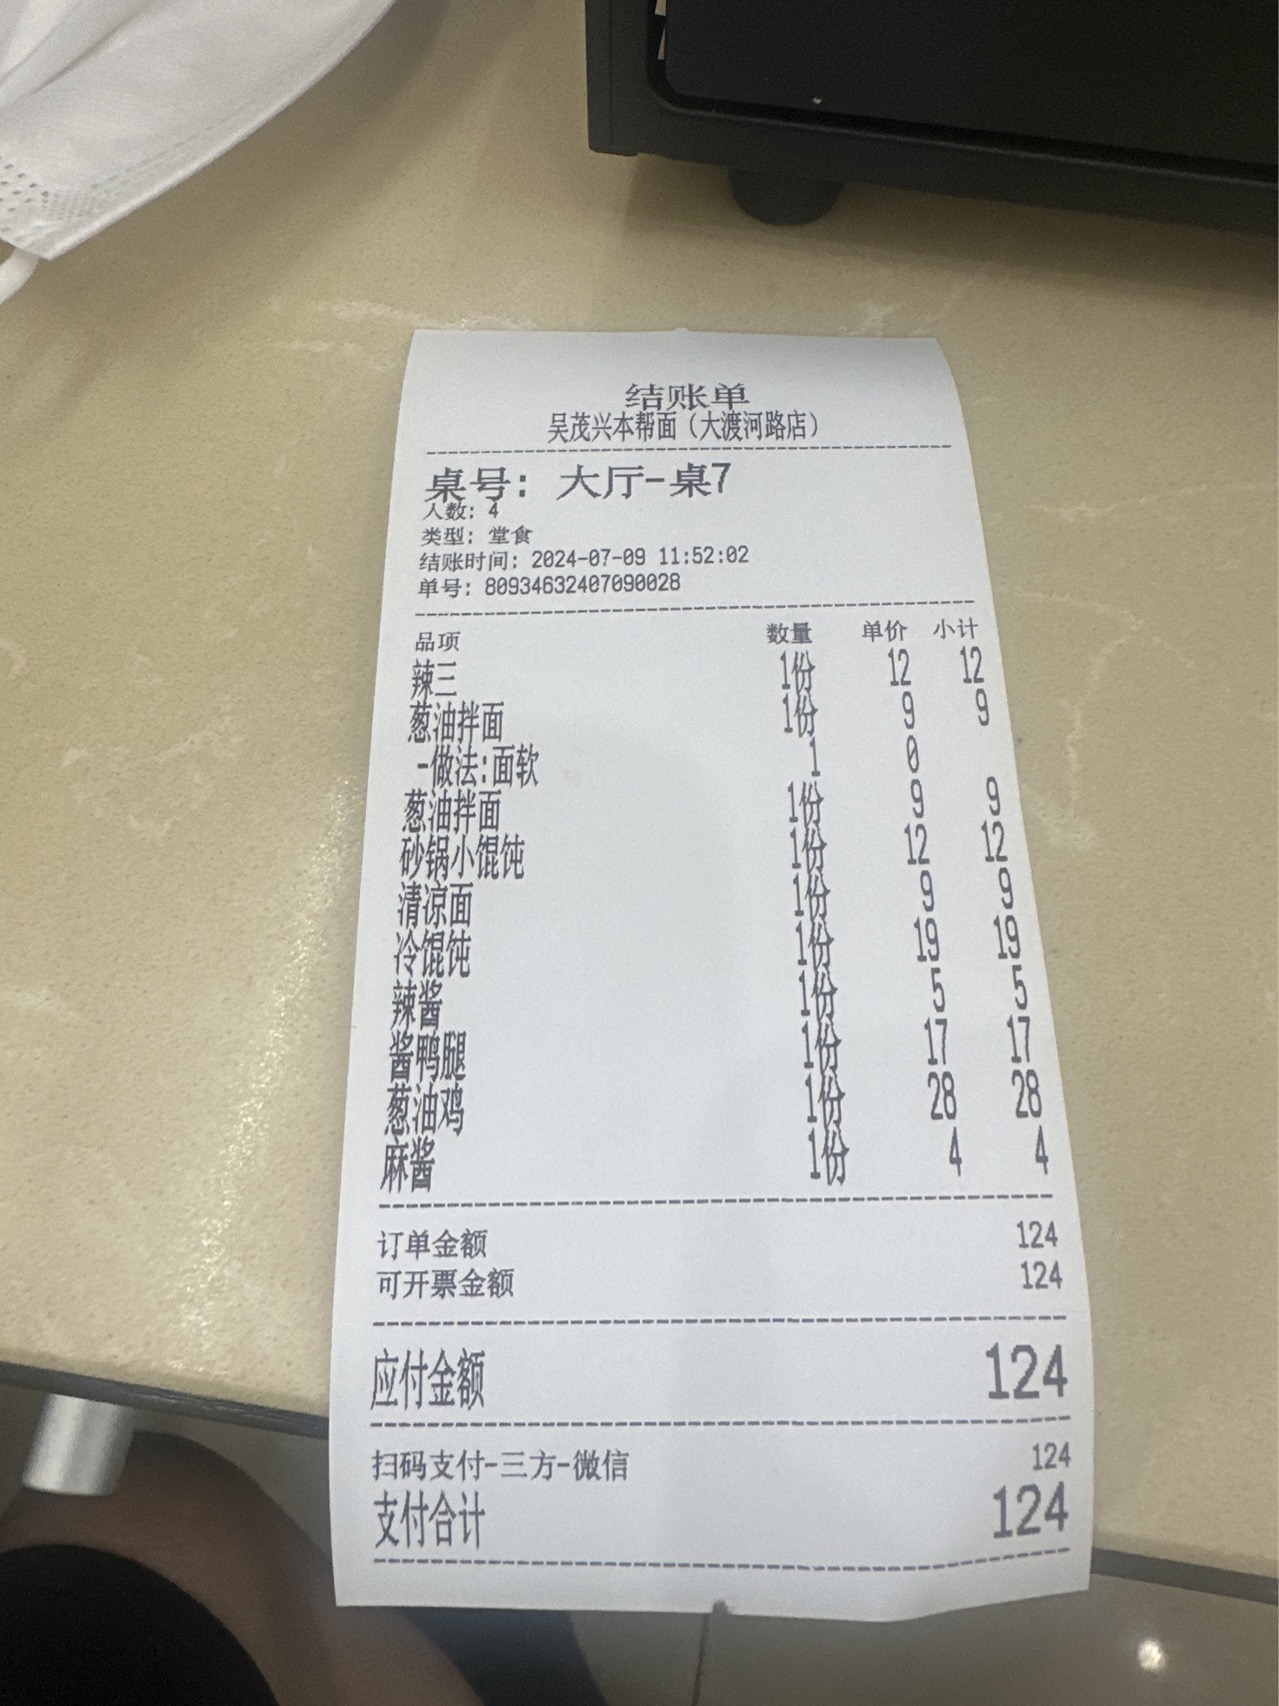 结账单
吴茂兴本帮面（大渡河路店）
桌号: 大厅-桌7
人数: 4
类型: 堂食
结账时间: 2024-07-09 11:52:02
单号: 80934632407090028
品项 数量 单价 小计
辣三 1份 12 12
葱油拌面 1份 9 9
-做法:面软 1 0
葱油拌面 1份 9 9
砂锅小馄饨 1份 12 12
清凉面 1份 9 9
冷馄饨 1份 19 19
辣酱 1份 5 5
酱鸭腿 1份 17 17
葱油鸡 1份 28 28
麻酱 1份 4 4
订单金额 124
可开票金额 124
应付金额 124
扫码支付-三方-微信 124
支付合计 124